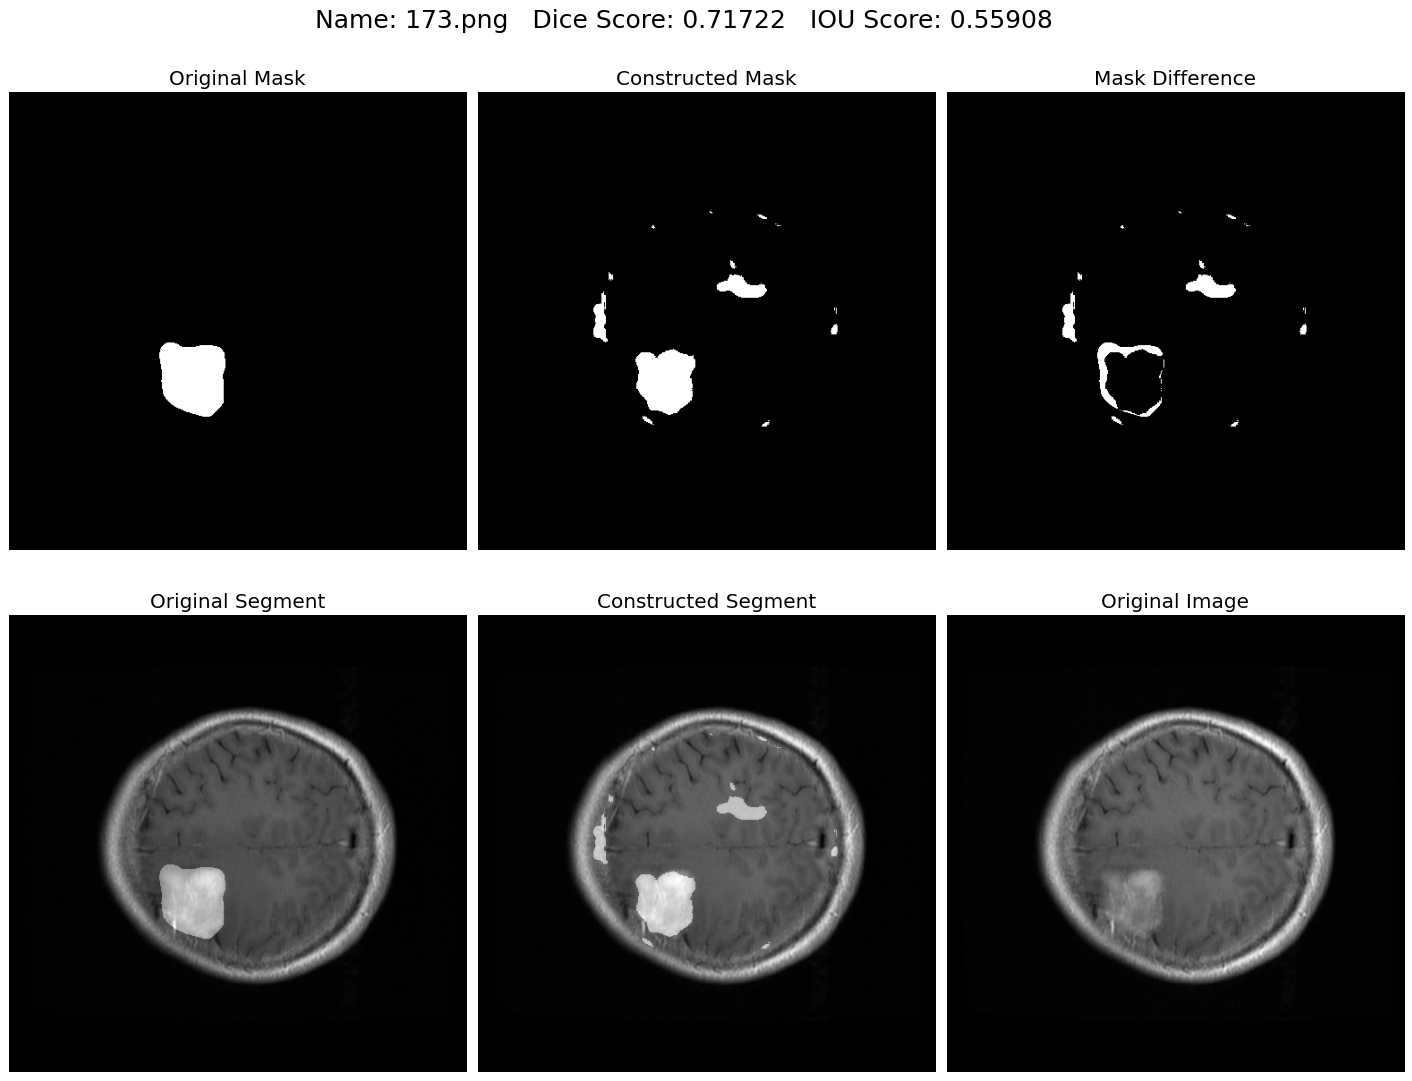 Name: 173.png   Dice Score: 0.71722   IOU Score: 0.55908
Original Mask
Constructed Mask
Mask Difference
Original Segment
Constructed Segment
Original Image